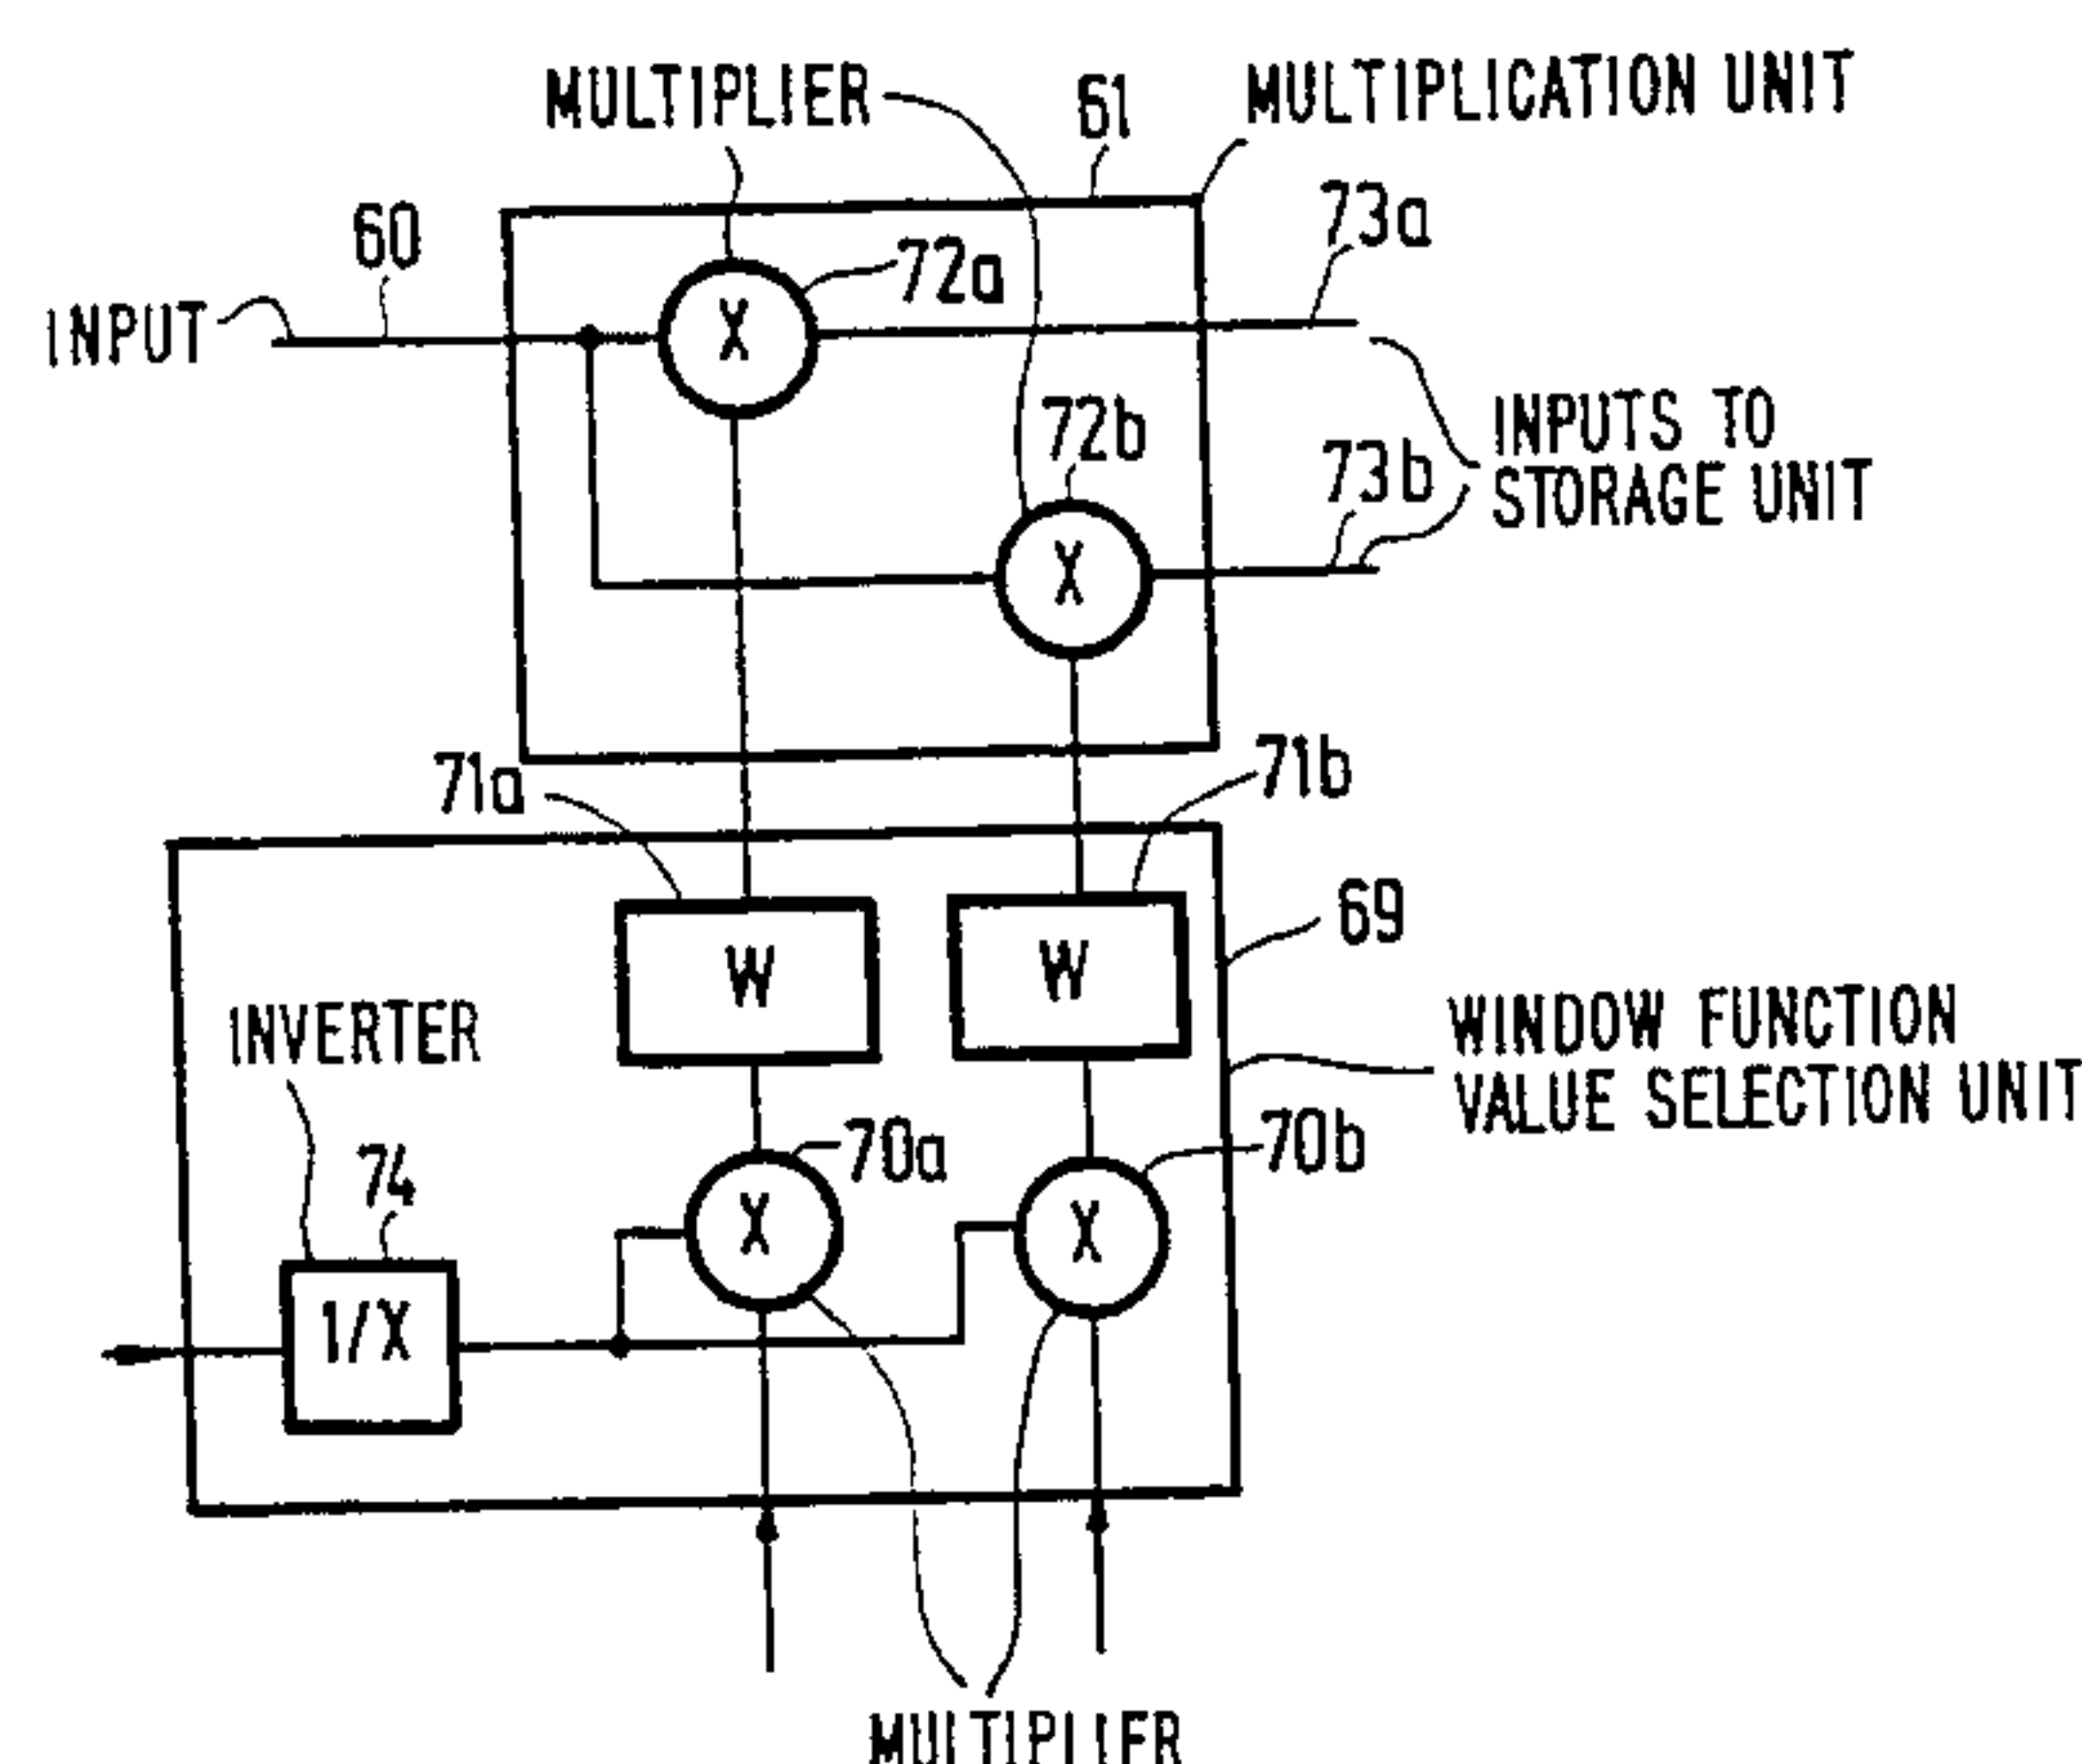 MULTIPLIER
61
MULTIPLICATION UNIT
60
73a
72a
INPUT
X
72b
73b
INPUTS TO
STORAGE UNIT
X
71a
71b
69
W
W
INVERTER
WINDOW FUNCTION
VALUE SELECTION UNIT
70a
70b
74
X
X
1/X
MULTIPLIER